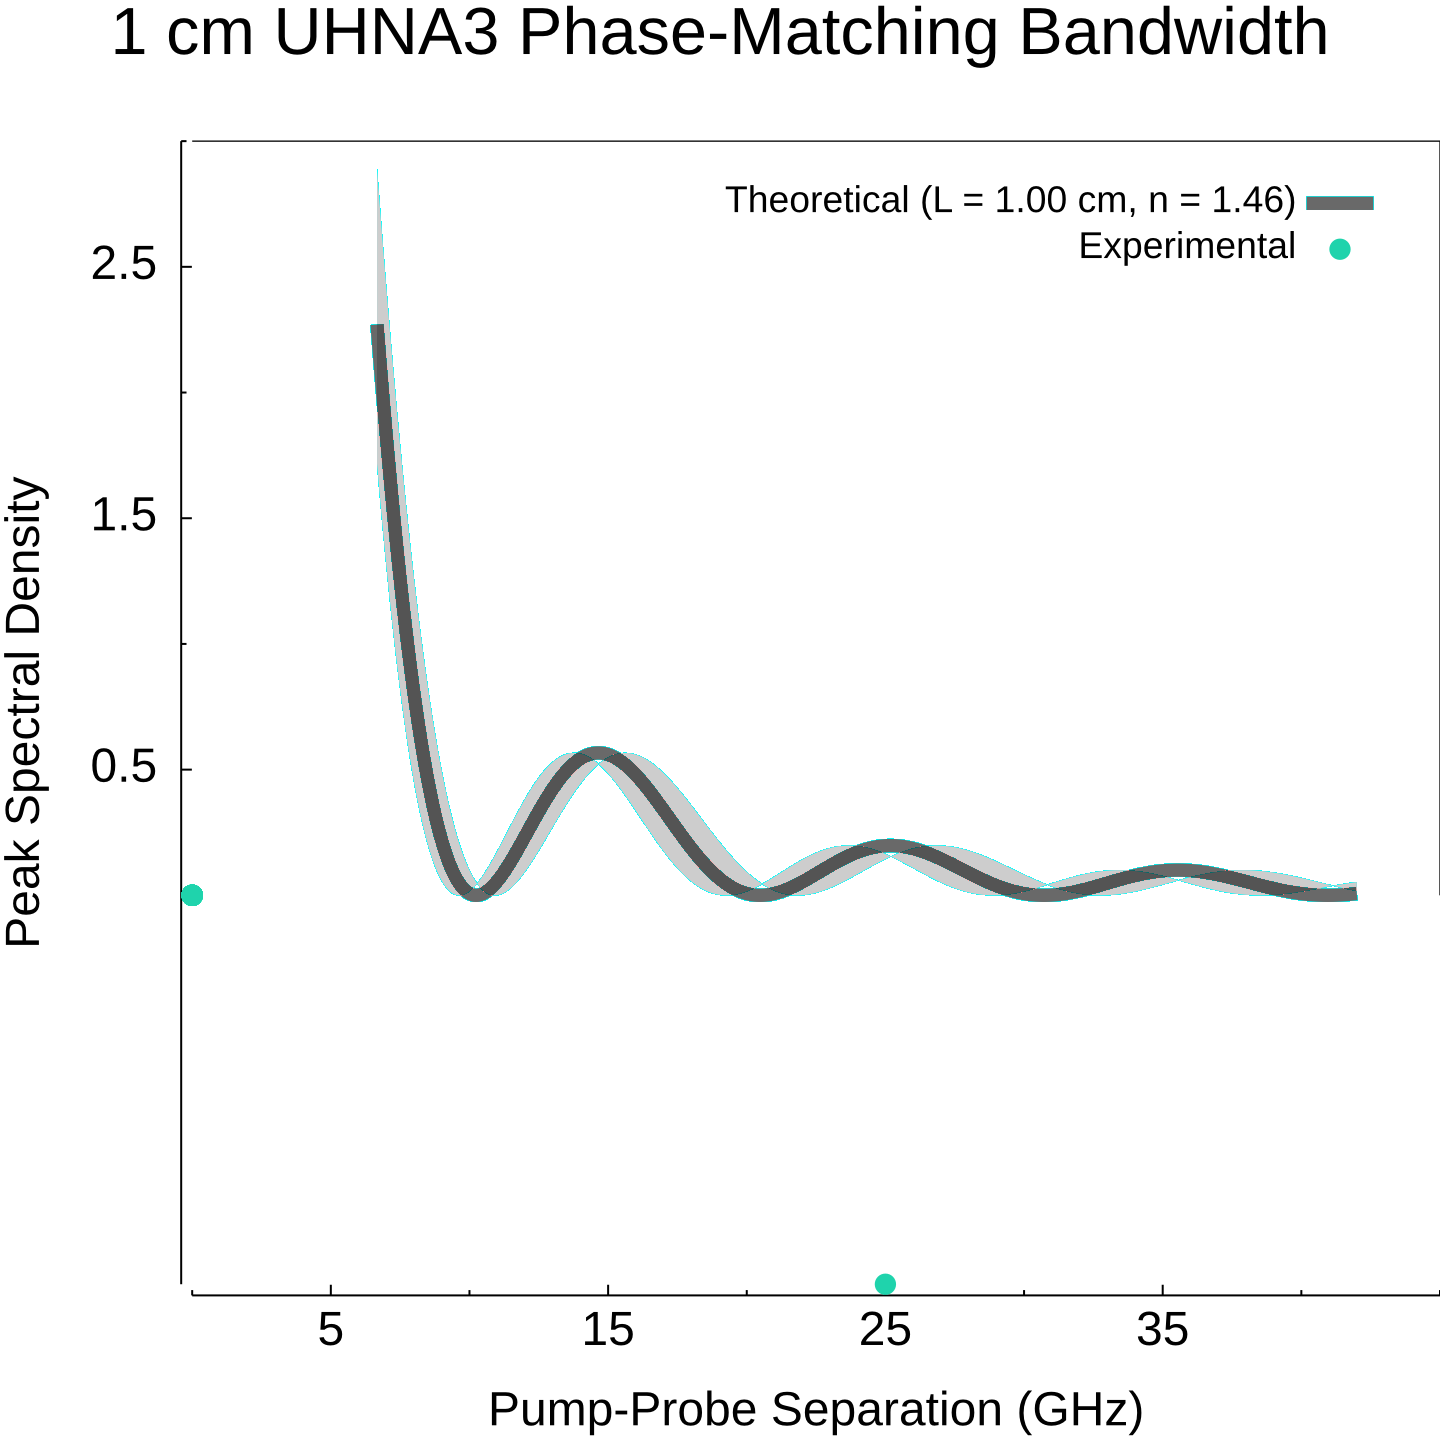 1 cm UHNA3 Phase-Matching Bandwidth
Theoretical (L = 1.00 cm, n = 1.46)
Experimental
2.5
1.5
0.5
Peak Spectral Density
5 15 25 35
Pump-Probe Separation (GHz)